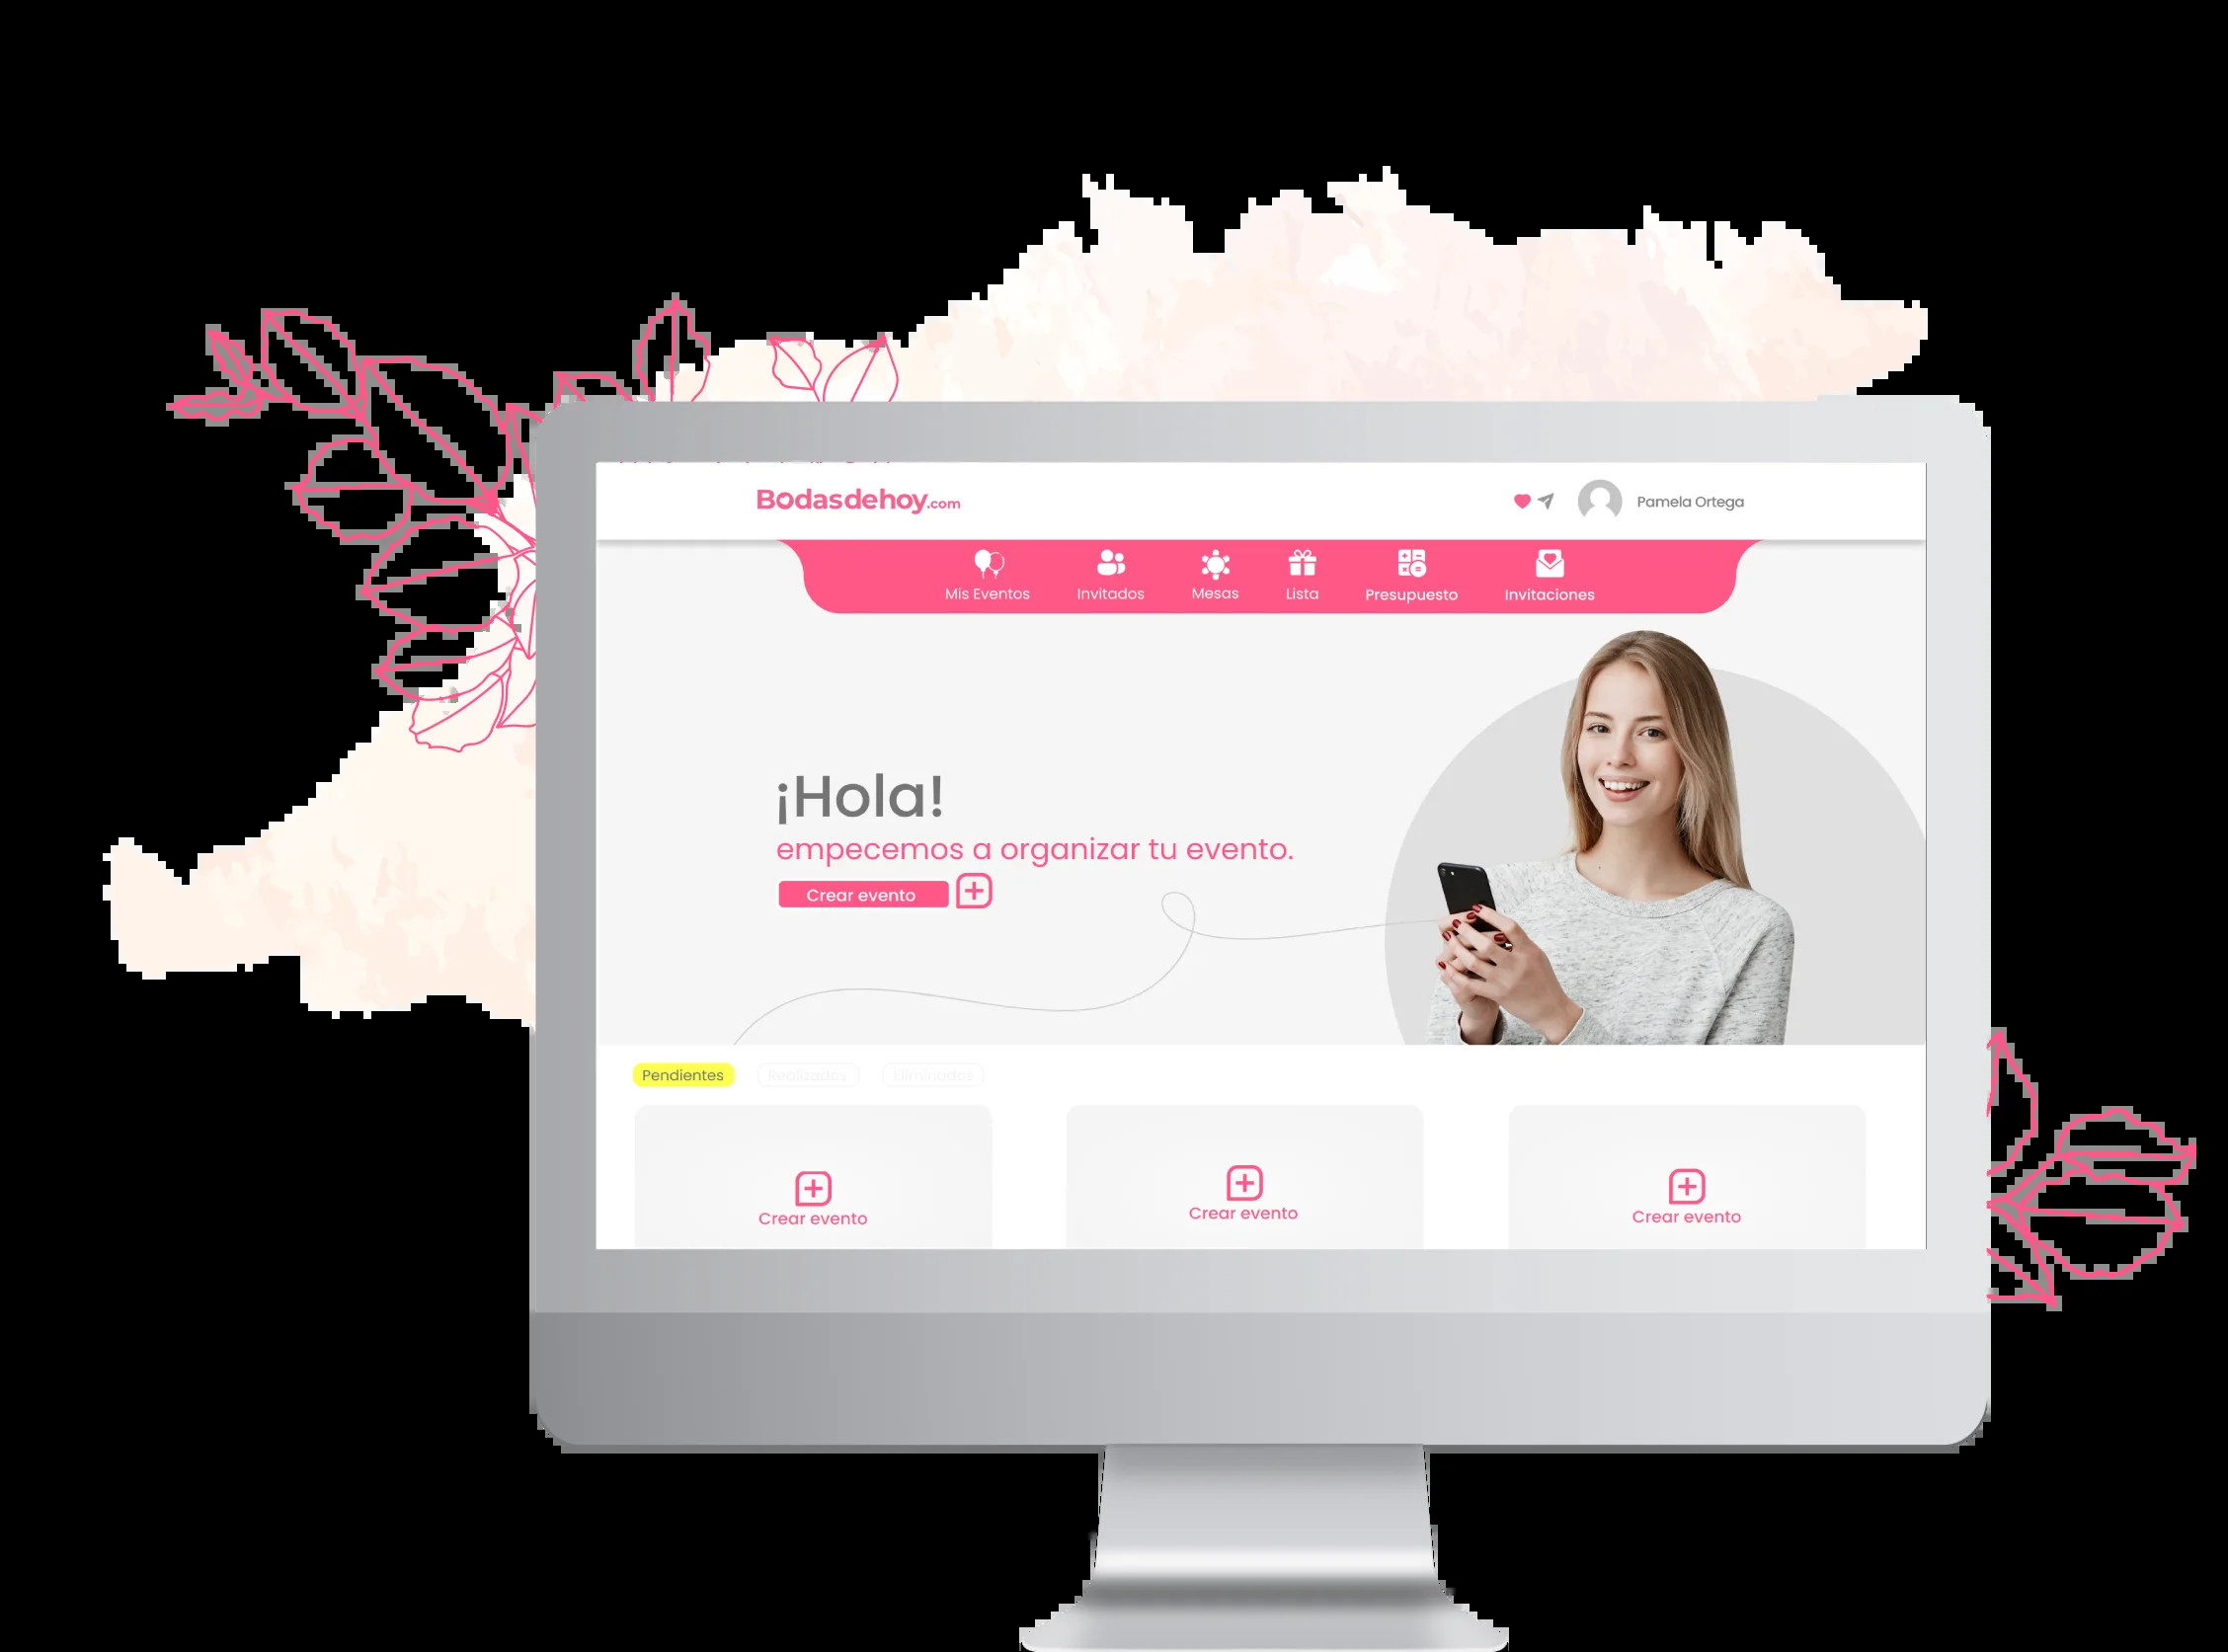 Bodasdehoy.com
Pamela Ortega
Mis Eventos
Invitados
Mesas
Lista
Presupuesto
Invitaciones
¡Hola!
empecemos a organizar tu evento.
Crear evento
Pendientes
Realizados
Eliminados
Crear evento
Crear evento
Crear evento